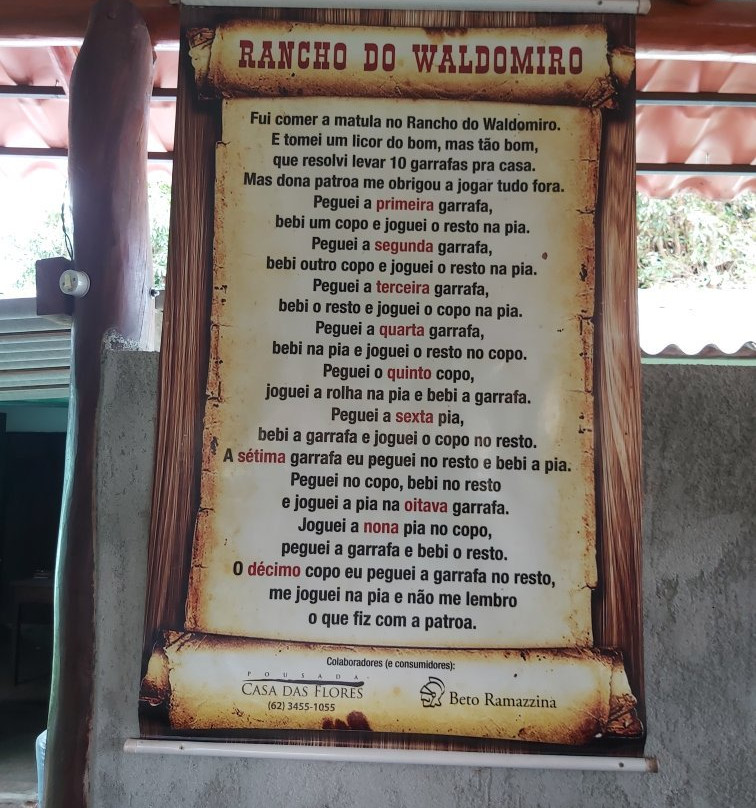 RANCHO DO WALDOMIRO
Fui comer a matula no Rancho do Waldomiro.
E tomei um licor do bom, mas tão bom,
que resolvi levar 10 garrafas pra casa.
Mas dona patroa me obrigou a jogar tudo fora.
Peguei a primeira garrafa,
bebi um copo e joguei o resto na pia.
Peguei a segunda garrafa,
bebi outro copo e joguei o resto na pia.
Peguei a terceira garrafa,
bebi o resto e joguei o copo na pia.
Peguei a quarta garrafa,
bebi na pia e joguei o resto no copo.
Peguei o quinto copo,
joguei a rolha na pia e bebi a garrafa.
Peguei a sexta pia,
bebi a garrafa e joguei o copo no resto.
A sétima garrafa eu peguei no resto e bebi a pia.
Peguei no copo, bebi no resto
e joguei a pia na oitava garrafa.
Joguei a nona pia no copo,
peguei a garrafa e bebi o resto.
O décimo copo eu peguei a garrafa no resto,
me joguei na pia e não me lembro
o que fiz com a patroa.
Colaboradores (e consumidores):
POUSADA
CASA DAS FLORES
(62) 3455-1055
Beto Ramazzina